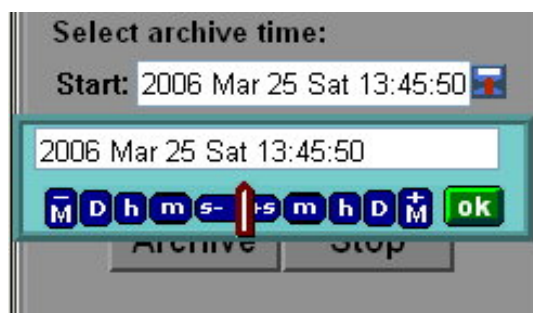 Select archive time:
Start: 2006 Mar 25 Sat 13:45:50
2006 Mar 25 Sat 13:45:50
M̄ D h m s- +s m h D M⁺ ok
Archive Stop